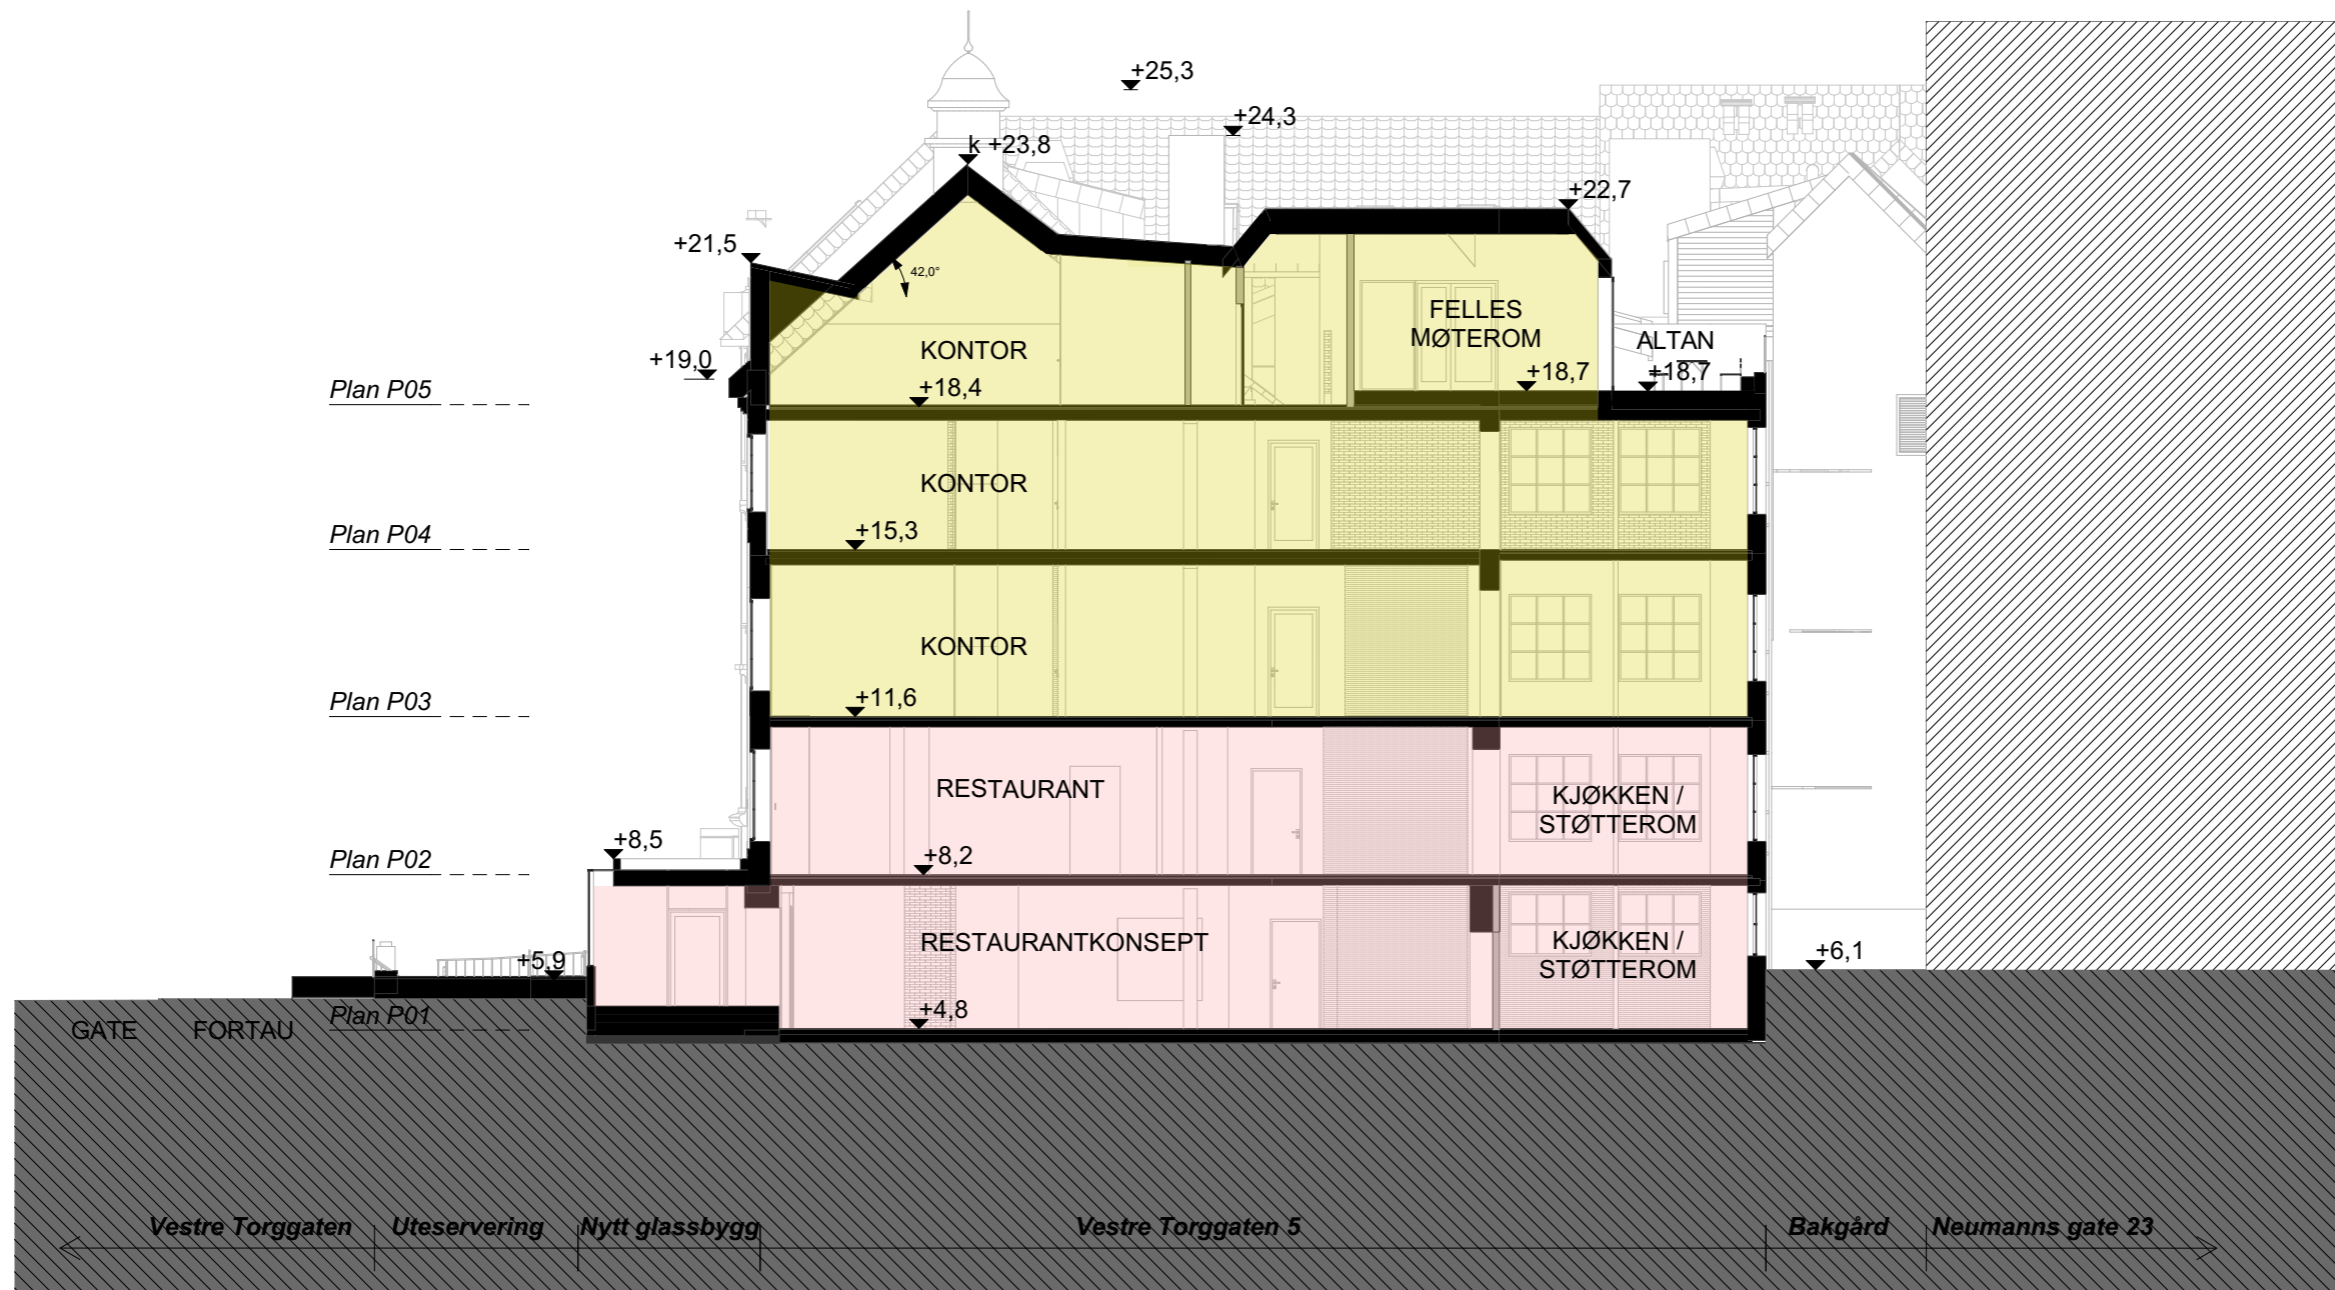 +25,3
+24,3
k +23,8
+22,7
+21,5
42,0°
FELLES
MØTEROM
ALTAN
KONTOR
+19,0
+18,7
+18,7
Plan P05
+18,4
KONTOR
Plan P04
+15,3
KONTOR
Plan P03
+11,6
RESTAURANT
KJØKKEN /
STØTTEROM
+8,5
Plan P02
+8,2
RESTAURANTKONSEPT
KJØKKEN /
STØTTEROM
+5,9
+6,1
+4,8
GATE
FORTAU
Plan P01
Vestre Torggaten
Uteservering
Nytt glassbygg
Vestre Torggaten 5
Bakgård
Neumanns gate 23